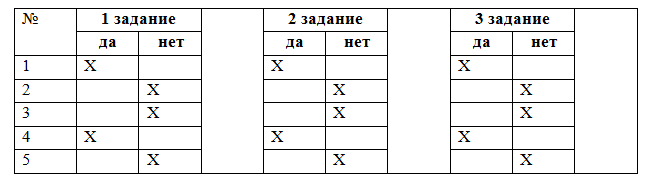 № 1 задание 2 задание 3 задание
да нет да нет да нет
1 X X X
2 X X X
3 X X X
4 X X X
5 X X X